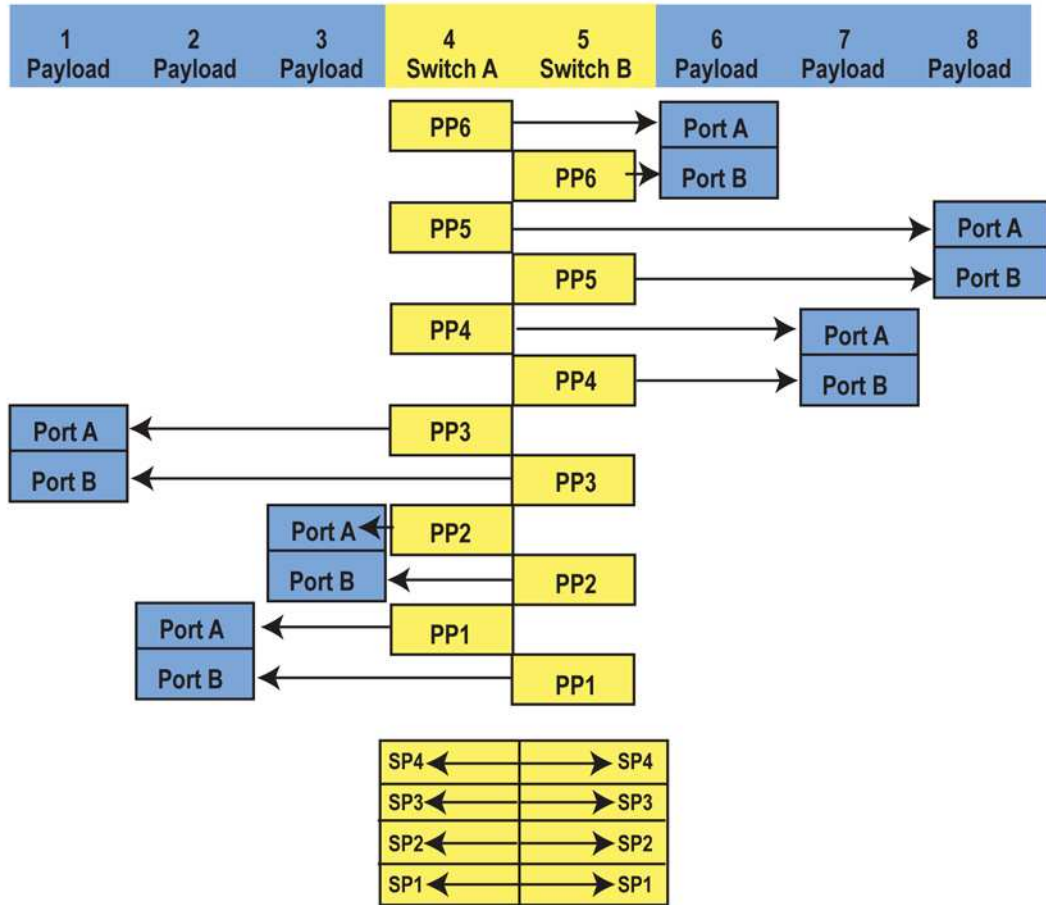 1 2 3 4 5 6 7 8
Payload Payload Payload Switch A Switch B Payload Payload Payload
PP6 Port A
PP6 Port B
PP5 Port A
PP5 Port B
PP4 Port A
PP4 Port B
Port A PP3
Port B PP3
Port A PP2
Port B PP2
Port A PP1
Port B PP1
SP4 SP4
SP3 SP3
SP2 SP2
SP1 SP1